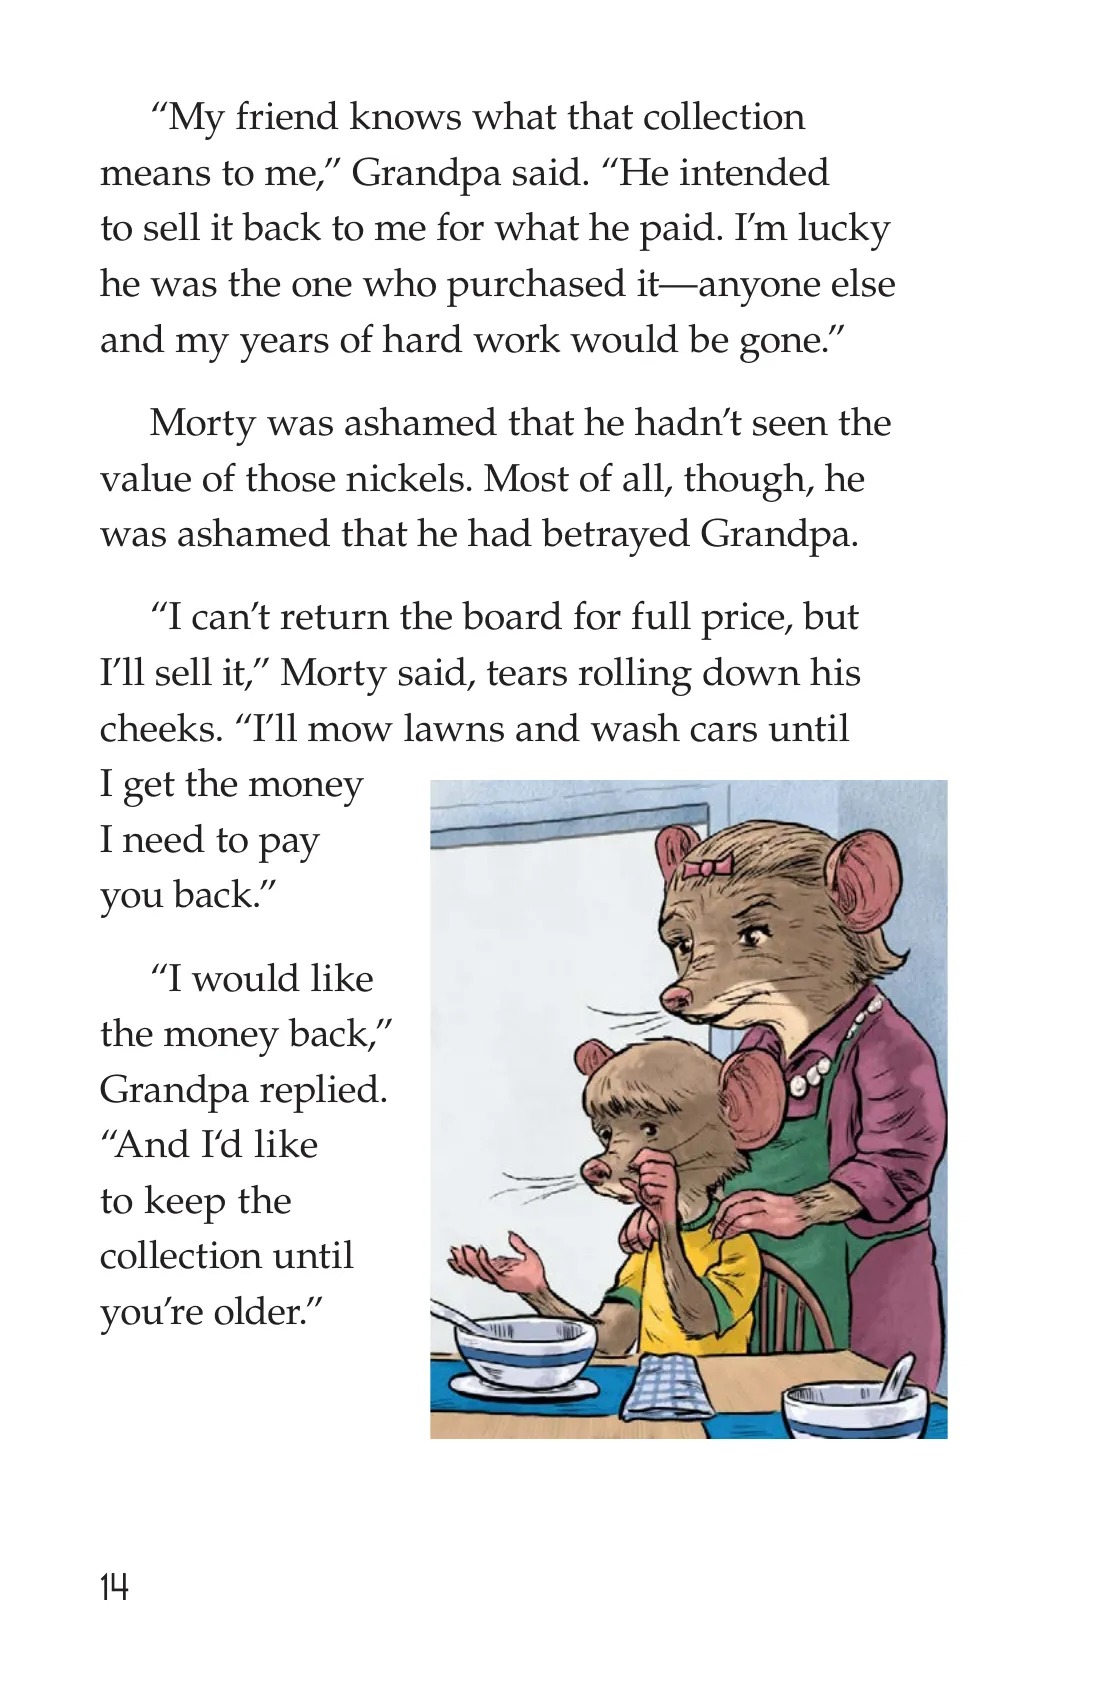 “My friend knows what that collection
means to me,” Grandpa said. “He intended
to sell it back to me for what he paid. I’m lucky
he was the one who purchased it—anyone else
and my years of hard work would be gone.”
Morty was ashamed that he hadn’t seen the
value of those nickels. Most of all, though, he
was ashamed that he had betrayed Grandpa.
“I can’t return the board for full price, but
I’ll sell it,” Morty said, tears rolling down his
cheeks. “I’ll mow lawns and wash cars until
I get the money
I need to pay
you back.”
“I would like
the money back,”
Grandpa replied.
“And I‘d like
to keep the
collection until
you’re older.”
14